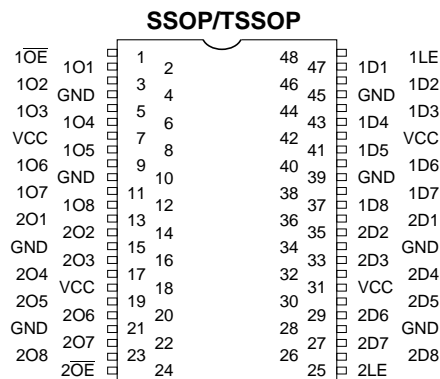 SSOP/TSSOP
1O̅E̅ 1 48 1LE
1O1 2 47 1D1
1O2 3 46 1D2
GND 4 45 GND
1O3 5 44 1D3
1O4 6 43 1D4
VCC 7 42 VCC
1O5 8 41 1D5
1O6 9 40 1D6
GND 10 39 GND
1O7 11 38 1D7
1O8 12 37 1D8
2O1 13 36 2D1
2O2 14 35 2D2
GND 15 34 GND
2O3 16 33 2D3
2O4 17 32 2D4
VCC 18 31 VCC
2O5 19 30 2D5
2O6 20 29 2D6
GND 21 28 GND
2O7 22 27 2D7
2O8 23 26 2D8
2O̅E̅ 24 25 2LE